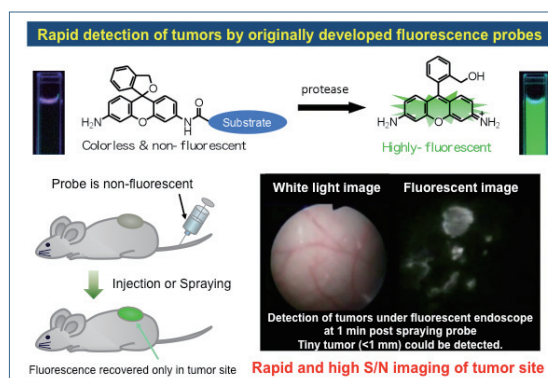 Rapid detection of tumors by originally developed fluorescence probes
O
H₂N
O
N
H
O
Substrate
Colorless & non-fluorescent
protease
OH
H₂N
O
NH₂
+
Highly-fluorescent
Probe is non-fluorescent
Injection or Spraying
Fluorescence recovered only in tumor site
White light image
Fluorescent image
Detection of tumors under fluorescent endoscope
at 1 min post spraying probe
Tiny tumor (<1 mm) could be detected.
Rapid and high S/N imaging of tumor site